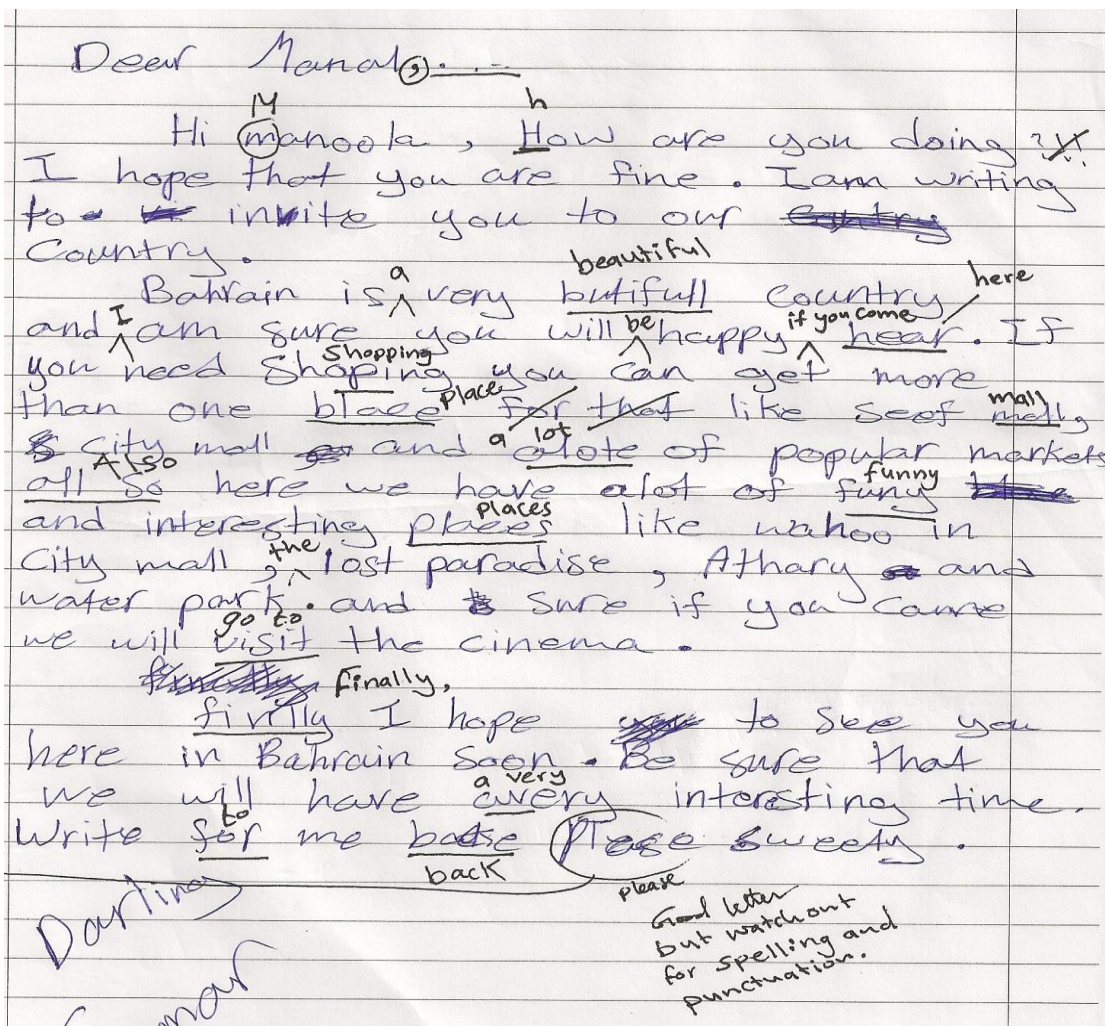 Dear Manal, . ...
M h
Hi manoola , How are you doing ?
I hope that you are fine . I am writing
to invite you to our
Country .
a beautiful
Bahrain is very butifull country here
I be if you come
and am sure you will happy hear . If
Shopping
you need Shoping you can get more
place mall
than one blace for that like seef moll,
a lot
City moll and alote of popular markets
Also funny
all so here we have alot of funy
places
and interesting places like wahoo in
the
City mall , lost paradise , Athary and
water park . and sure if you came
go to
we will visit the cinema .
Finally,
finilly I hope to see you
here in Bahrain soon . Be sure that
a very
we will have avery interesting time .
to
Write for me please sweety .
back
please
Darling
Good letter
but watch out
for spelling and
punctuation.